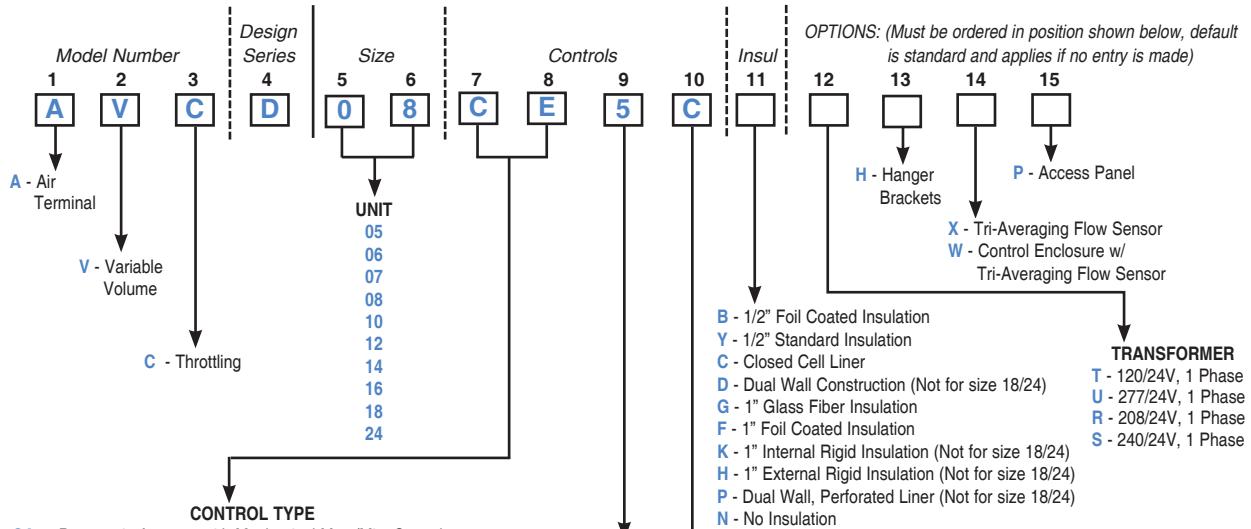 Model Number
Design
Series
Size
Controls
Insul
OPTIONS: (Must be ordered in position shown below, default
is standard and applies if no entry is made)
1 2 3 4 5 6 7 8 9 10 11 12 13 14 15
A V C D 0 8 C E 5 C
A - Air
Terminal
V - Variable
Volume
C - Throttling
UNIT
05
06
07
08
10
12
14
16
18
24
H - Hanger
Brackets
P - Access Panel
X - Tri-Averaging Flow Sensor
W - Control Enclosure w/
Tri-Averaging Flow Sensor
B - 1/2” Foil Coated Insulation
Y - 1/2” Standard Insulation
C - Closed Cell Liner
D - Dual Wall Construction (Not for size 18/24)
G - 1” Glass Fiber Insulation
F - 1” Foil Coated Insulation
K - 1” Internal Rigid Insulation (Not for size 18/24)
H - 1” External Rigid Insulation (Not for size 18/24)
P - Dual Wall, Perforated Liner (Not for size 18/24)
N - No Insulation
TRANSFORMER
T - 120/24V, 1 Phase
U - 277/24V, 1 Phase
R - 208/24V, 1 Phase
S - 240/24V, 1 Phase
CONTROL TYPE